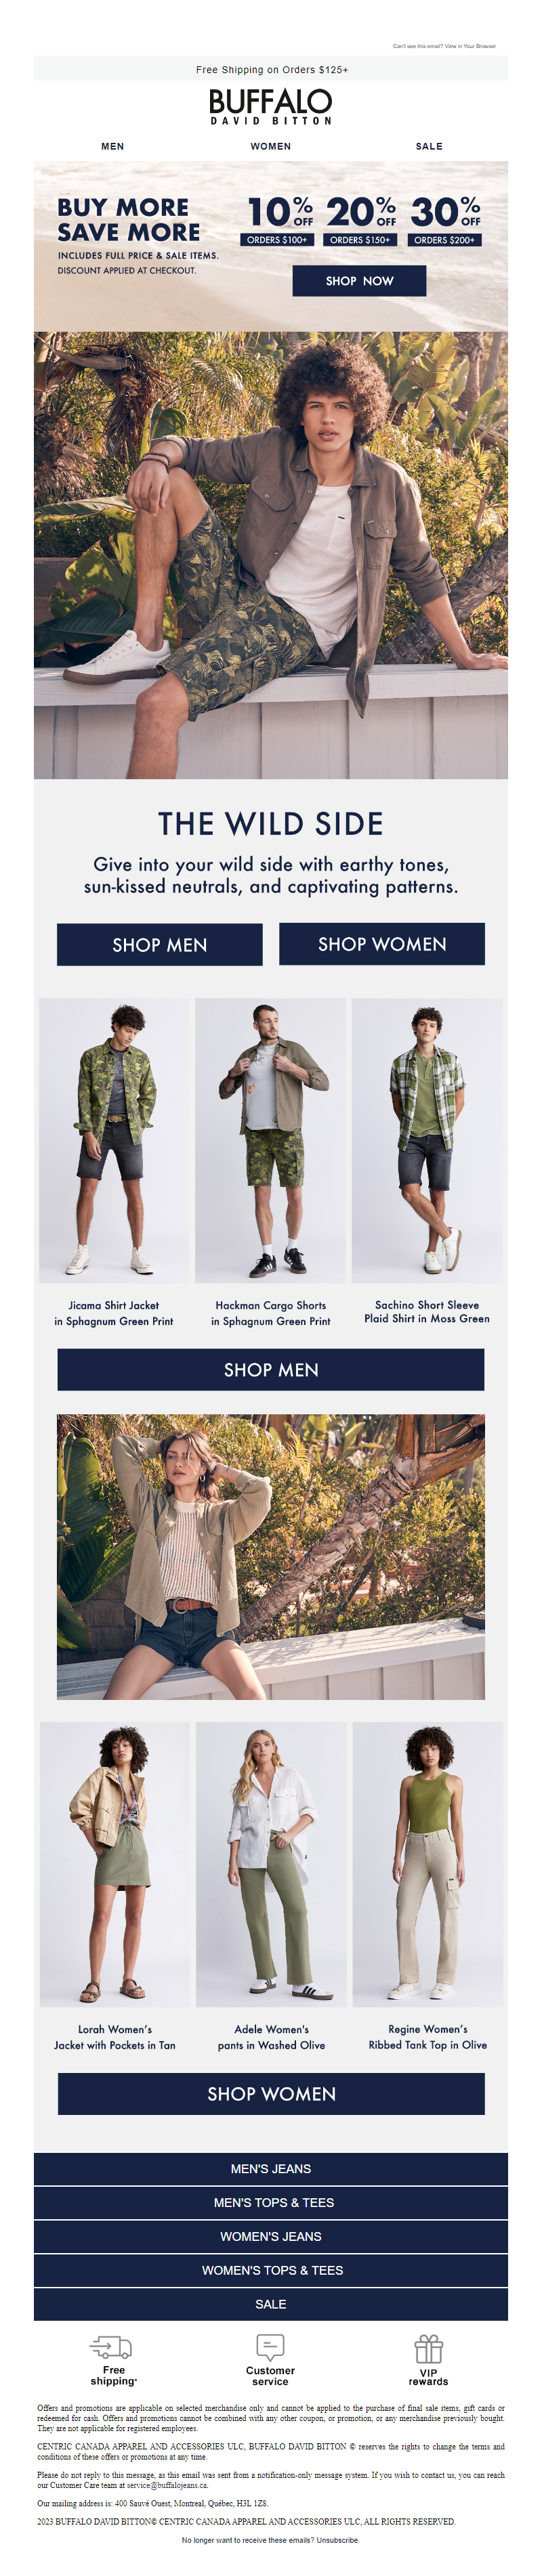 Can't see this email? View in Your Browser
Free Shipping on Orders $125+
BUFFALO
DAVID BITTON
MEN WOMEN SALE
BUY MORE
SAVE MORE
INCLUDES FULL PRICE & SALE ITEMS.
DISCOUNT APPLIED AT CHECKOUT.
10% OFF 20% OFF 30% OFF
ORDERS $100+ ORDERS $150+ ORDERS $200+
SHOP NOW
THE WILD SIDE
Give into your wild side with earthy tones,
sun-kissed neutrals, and captivating patterns.
SHOP MEN SHOP WOMEN
Jicama Shirt Jacket
in Sphagnum Green Print
Hackman Cargo Shorts
in Sphagnum Green Print
Sachino Short Sleeve
Plaid Shirt in Moss Green
SHOP MEN
Lorah Women's
Jacket with Pockets in Tan
Adele Women's
pants in Washed Olive
Regine Women's
Ribbed Tank Top in Olive
SHOP WOMEN
MEN'S JEANS
MEN'S TOPS & TEES
WOMEN'S JEANS
WOMEN'S TOPS & TEES
SALE
Free
shipping*
Customer
service
VIP
rewards
Offers and promotions are applicable on selected merchandise only and cannot be applied to the purchase of final sale items, gift cards or
redeemed for cash. Offers and promotions cannot be combined with any other coupon, or promotion, or any merchandise previously bought.
They are not applicable for registered employees.
CENTRIC CANADA APPAREL AND ACCESSORIES ULC, BUFFALO DAVID BITTON © reserves the rights to change the terms and
conditions of these offers or promotions at any time.
Please do not reply to this message, as this email was sent from a notification-only message system. If you wish to contact us, you can reach
our Customer Care team at service@buffalojeans.ca.
Our mailing address is: 400 Sauvé Ouest, Montreal, Québec, H3L 1Z8.
2023 BUFFALO DAVID BITTON© CENTRIC CANADA APPAREL AND ACCESSORIES ULC, ALL RIGHTS RESERVED.
No longer want to receive these emails? Unsubscribe.